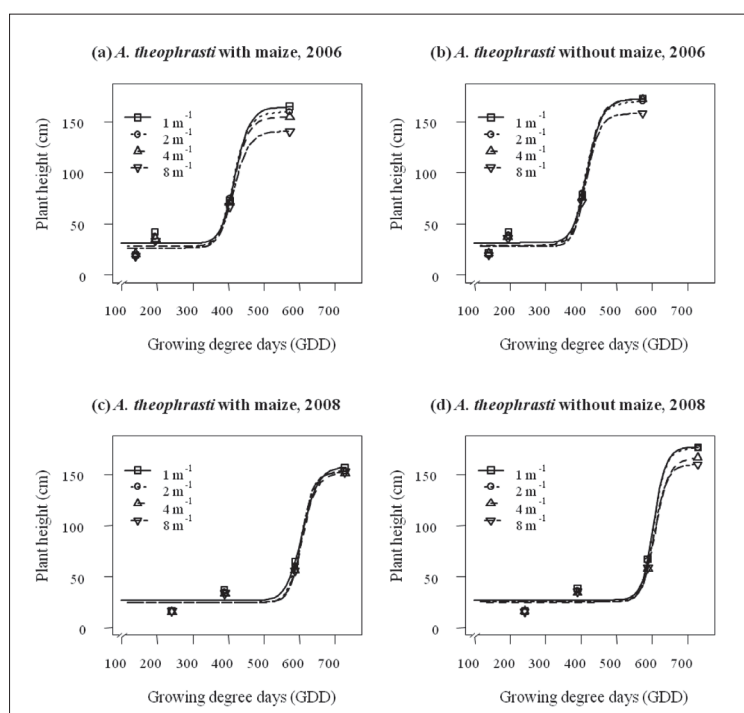 (a) A. theophrasti with maize, 2006
Plant height (cm)
150
100
50
0
1 m-1
2 m-1
4 m-1
8 m-1
100 200 300 400 500 600 700
Growing degree days (GDD)
(b) A. theophrasti without maize, 2006
Plant height (cm)
150
100
50
0
1 m-1
2 m-1
4 m-1
8 m-1
100 200 300 400 500 600 700
Growing degree days (GDD)
(c) A. theophrasti with maize, 2008
Plant height (cm)
150
100
50
0
1 m-1
2 m-1
4 m-1
8 m-1
100 200 300 400 500 600 700
Growing degree days (GDD)
(d) A. theophrasti without maize, 2008
Plant height (cm)
150
100
50
0
1 m-1
2 m-1
4 m-1
8 m-1
100 200 300 400 500 600 700
Growing degree days (GDD)